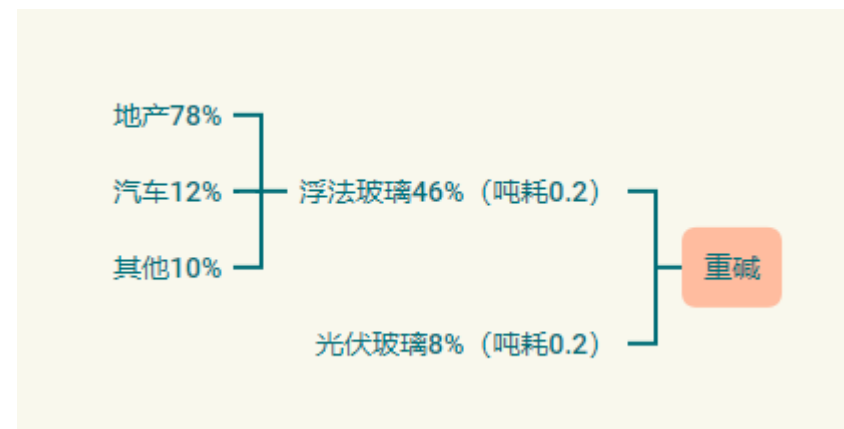 地产78%
汽车12%
浮法玻璃46%（吨耗0.2）
其他10%
重碱
光伏玻璃8%（吨耗0.2）